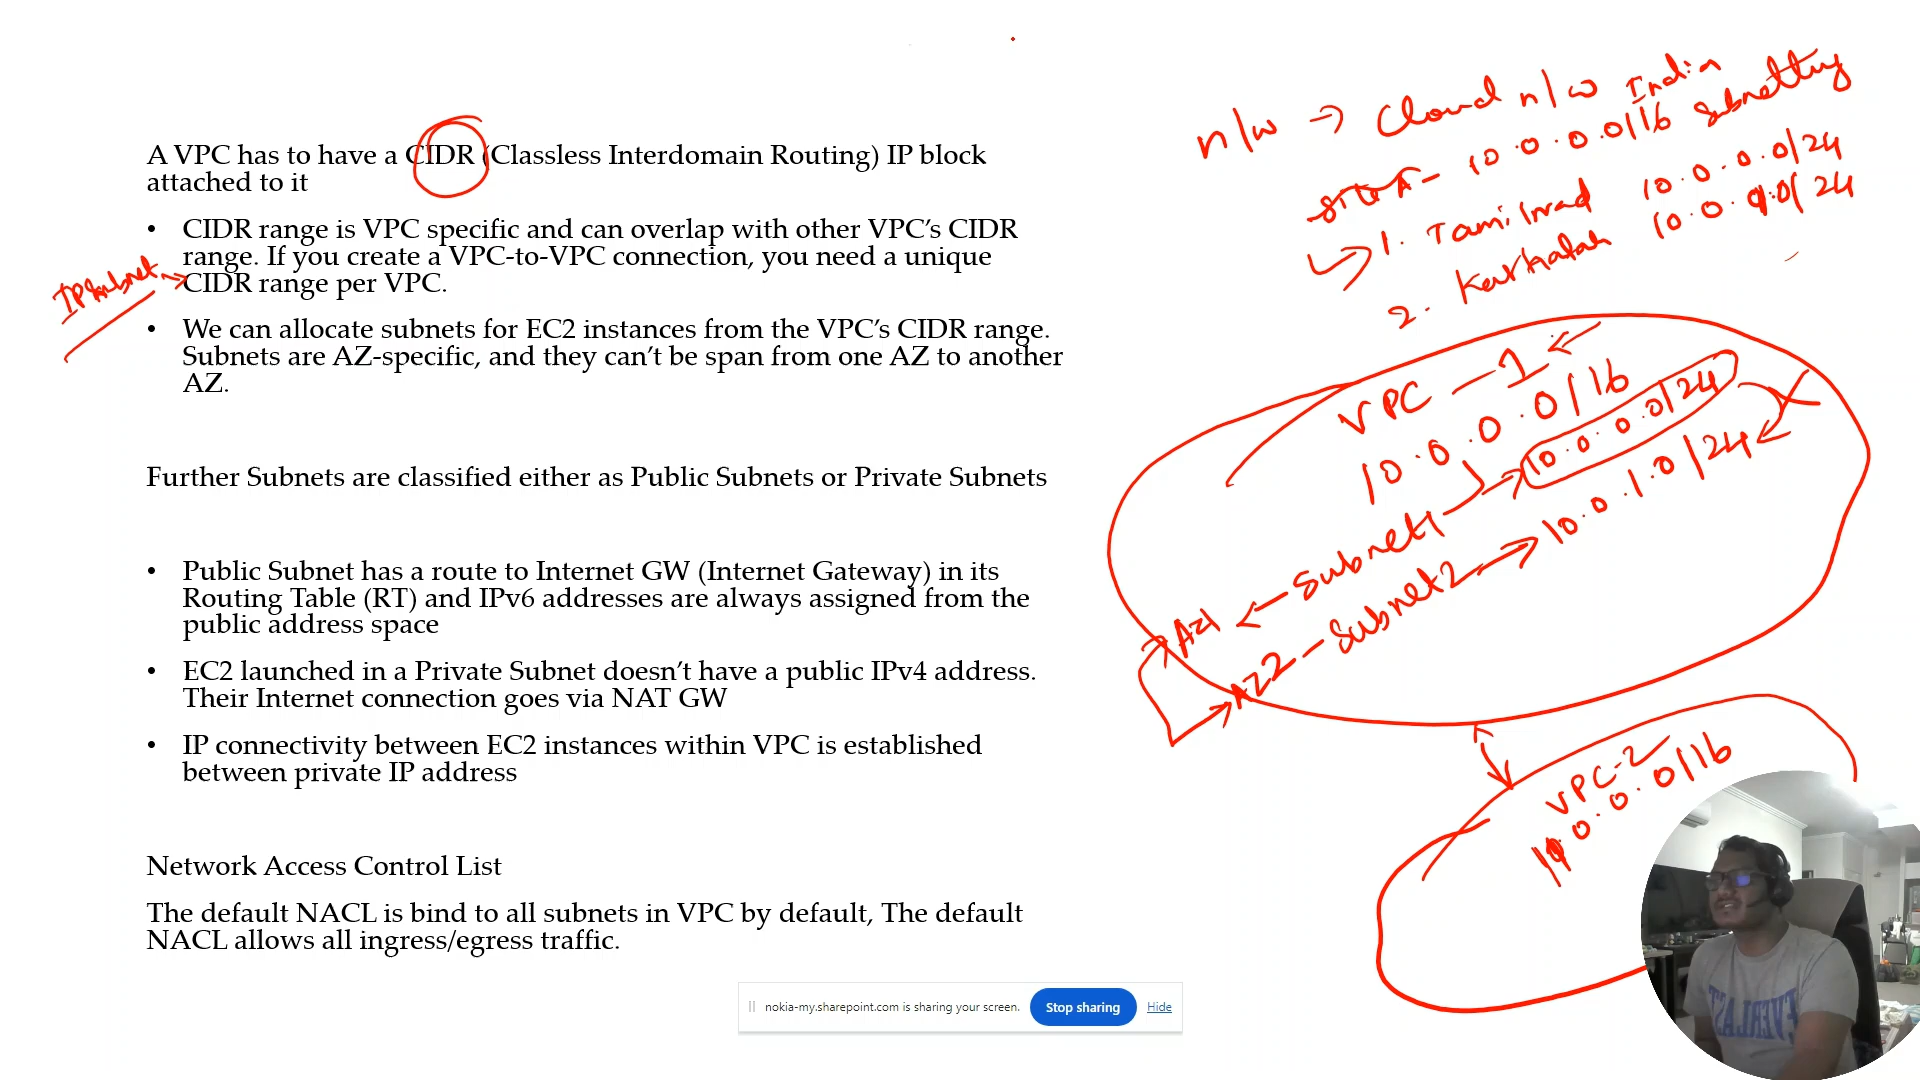 A VPC has to have a CIDR (Classless Interdomain Routing) IP block
attached to it
• CIDR range is VPC specific and can overlap with other VPC's CIDR
range. If you create a VPC-to-VPC connection, you need a unique
CIDR range per VPC.
IP Subnet
• We can allocate subnets for EC2 instances from the VPC's CIDR range.
Subnets are AZ-specific, and they can't be span from one AZ to another
AZ.
Further Subnets are classified either as Public Subnets or Private Subnets
• Public Subnet has a route to Internet GW (Internet Gateway) in its
Routing Table (RT) and IPv6 addresses are always assigned from the
public address space
• EC2 launched in a Private Subnet doesn't have a public IPv4 address.
Their Internet connection goes via NAT GW
• IP connectivity between EC2 instances within VPC is established
between private IP address
Network Access Control List
The default NACL is bind to all subnets in VPC by default, The default
NACL allows all ingress/egress traffic.
n/w → Cloud n/w India
10.0.0.0/16 Subnetting
1. Tamilnad 10.0.0.0/24
2. 10.0.1.0/24
VPC-1
10.0.0.0/16
Subnet1 → 10.0.0.0/24
AZ1
AZ2 - Subnet2 → 10.0.1.0/24
VPC-2
0.0.0/16
nokia-my.sharepoint.com is sharing your screen. Stop sharing Hide
EVERLAST